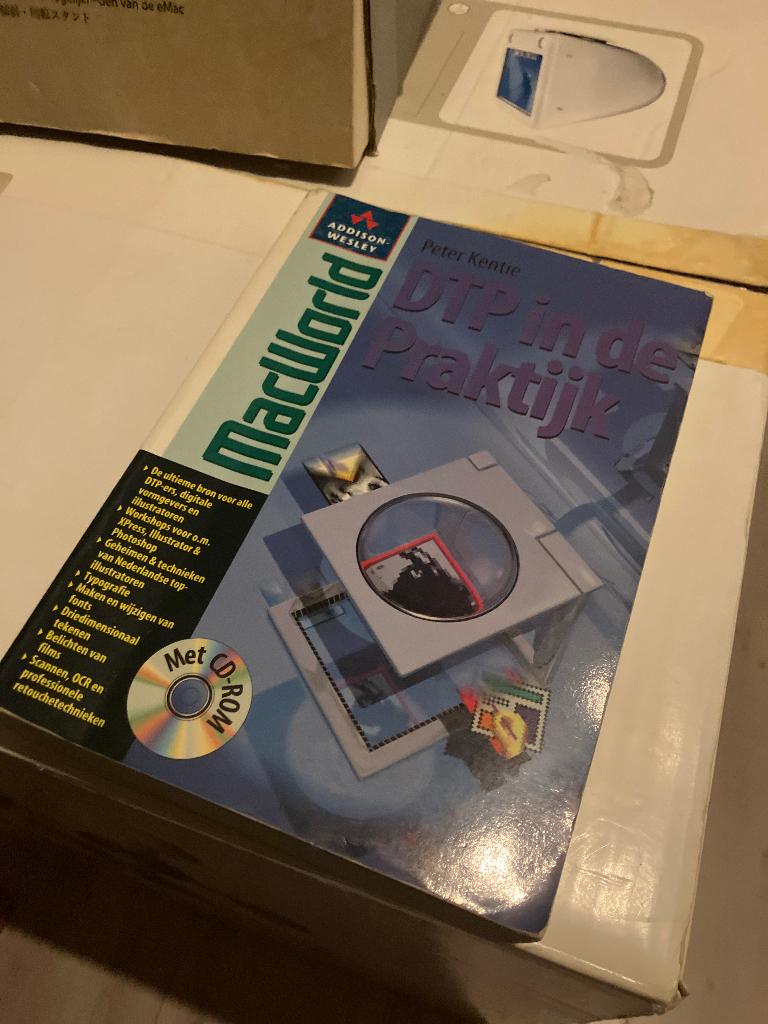 den van de eMac
ADDISON-
WESLEY
MacWorld
Peter Kentie
DTP in de
Praktijk
De ultieme bron voor alle
DTP-ers, digitale
vormgevers en
illustratoren
Workshops voor o.m.
XPress, Illustrator &
Photoshop
Geheimen & technieken
van Nederlandse top-
illustratoren
Typografie
Maken en wijzigen van
fonts
Driedimensionaal
tekenen
Belichten van
films
Scannen, OCR en
professionele
retouchetechnieken
Met CD-ROM